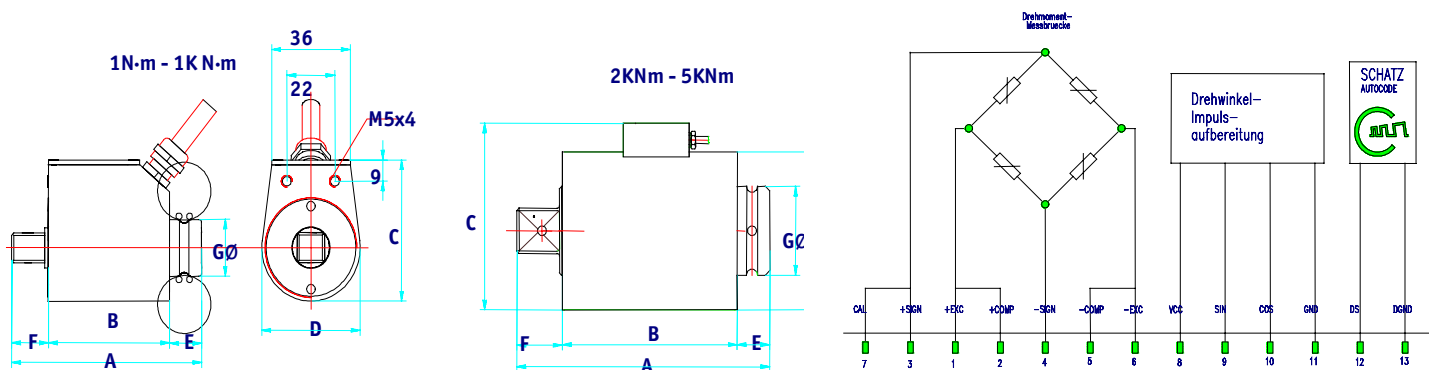 1N·m - 1K N·m
36
22
M5x4
9
C
GØ
B
D
F
E
A
2KNm - 5KNm
C
GØ
B
F
E
A
Drehmoment-
Messbruecke
Drehwinkel-
Impuls-
aufbereitung
SCHATZ
AUTOCODE
CAL +SIGN +EXC +COMP -SIGN -COMP -EXC VCC SIN COS GND DS DGND
7 3 1 2 4 5 6 8 9 10 11 12 13